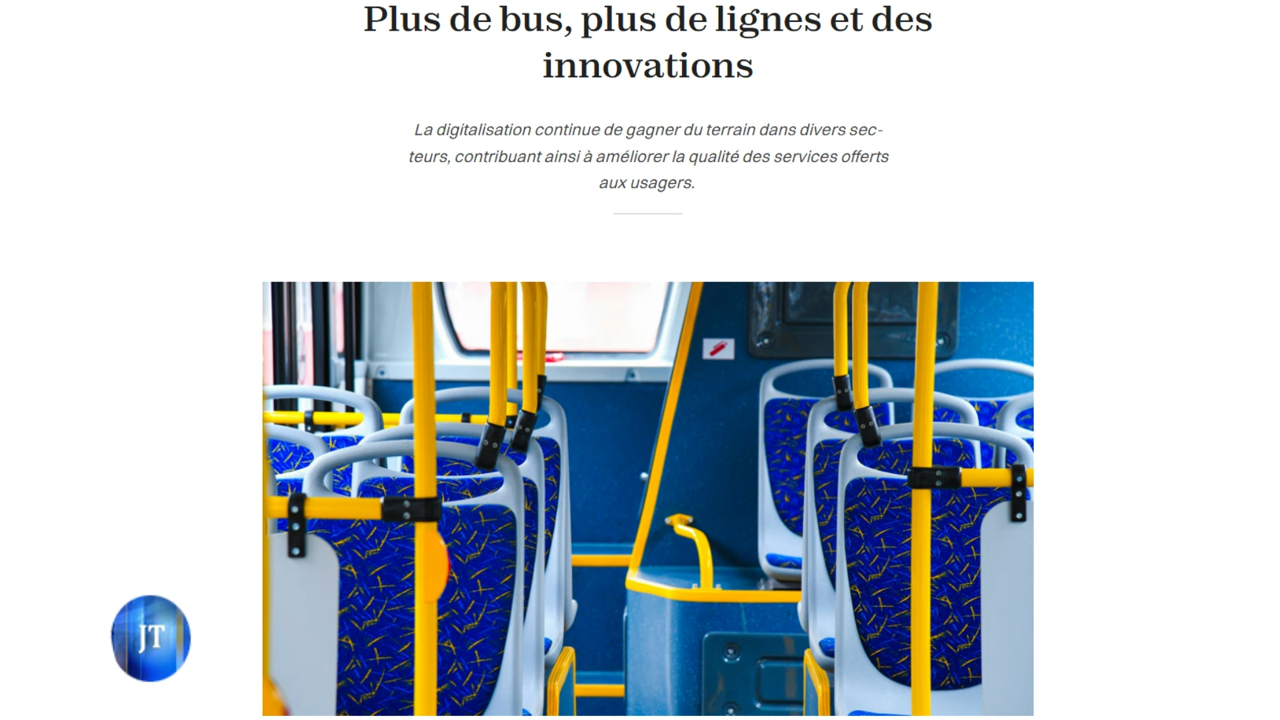 Plus de bus, plus de lignes et des
innovations
La digitalisation continue de gagner du terrain dans divers sec-
teurs, contribuant ainsi à améliorer la qualité des services offerts
aux usagers.
JT